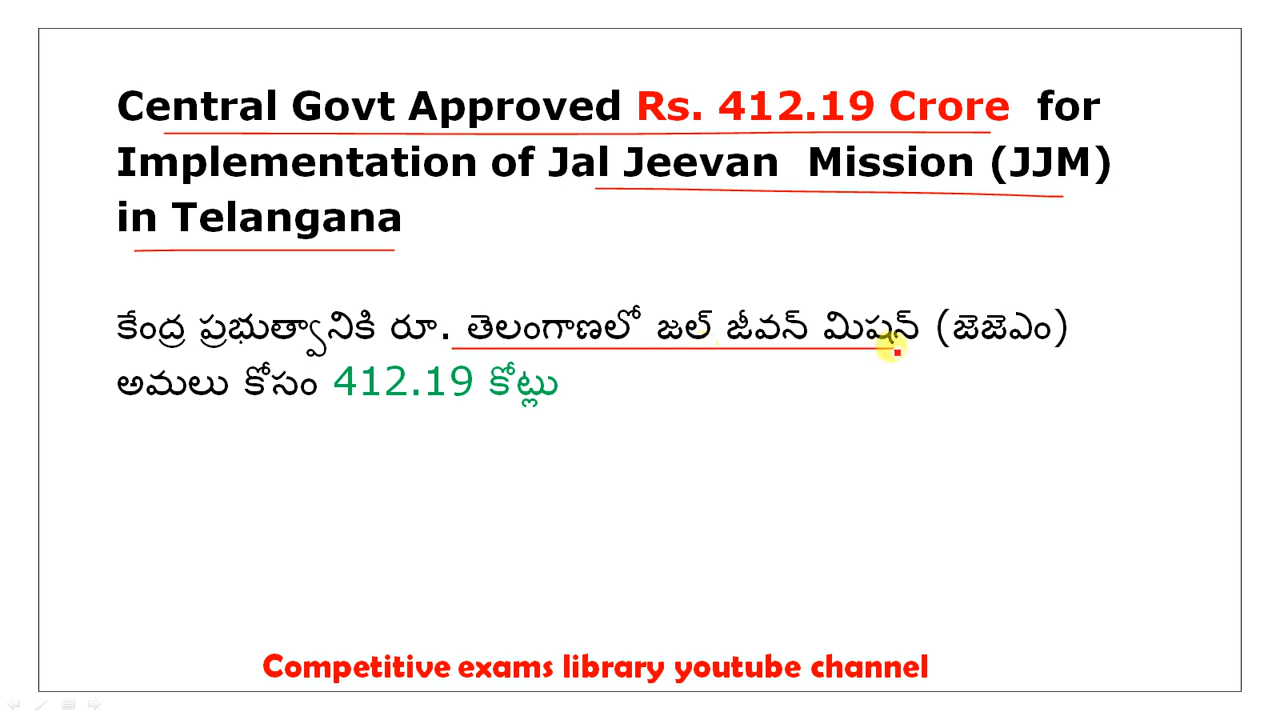 Central Govt Approved Rs. 412.19 Crore for
Implementation of Jal Jeevan Mission (JJM)
in Telangana
కేంద్ర ప్రభుత్వానికి రూ. తెలంగాణలో జల్ జీవన్ మిషన్ (జెజెఎం)
అమలు కోసం 412.19 కోట్లు
Competitive exams library youtube channel